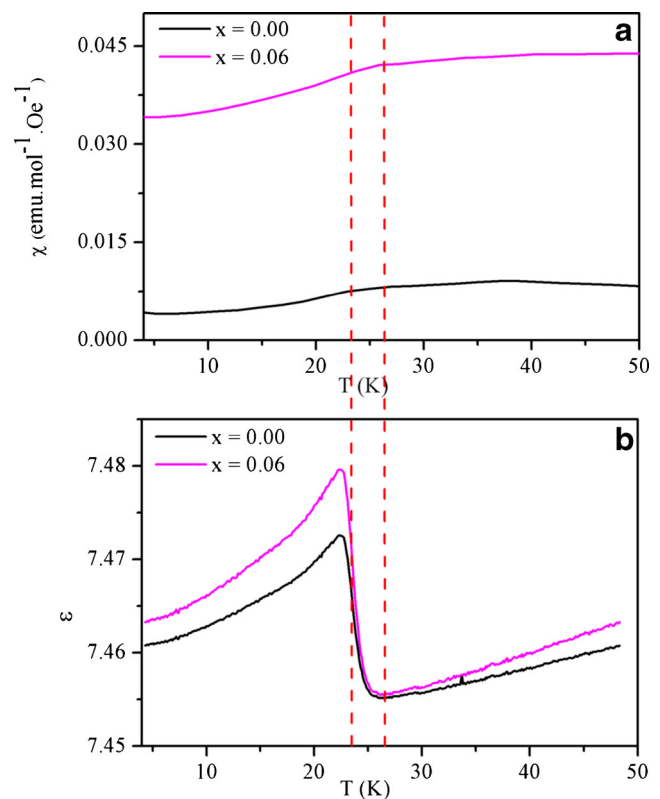 a
x = 0.00
x = 0.06
0.045
0.030
0.015
0.000
χ (emu.mol⁻¹.Oe⁻¹)
10 20 30 40 50
T (K)
b
x = 0.00
x = 0.06
7.48
7.47
7.46
7.45
ε
10 20 30 40 50
T (K)